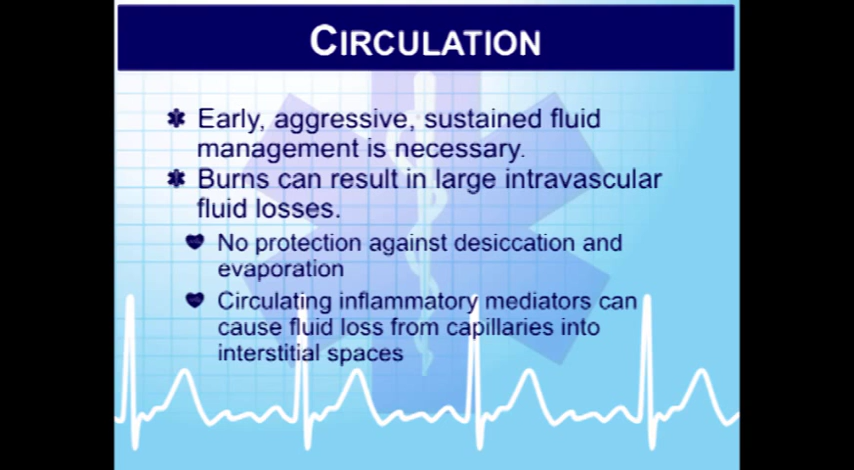 CIRCULATION
Early, aggressive, sustained fluid
management is necessary.
Burns can result in large intravascular
fluid losses.
No protection against desiccation and
evaporation
Circulating inflammatory mediators can
cause fluid loss from capillaries into
interstitial spaces